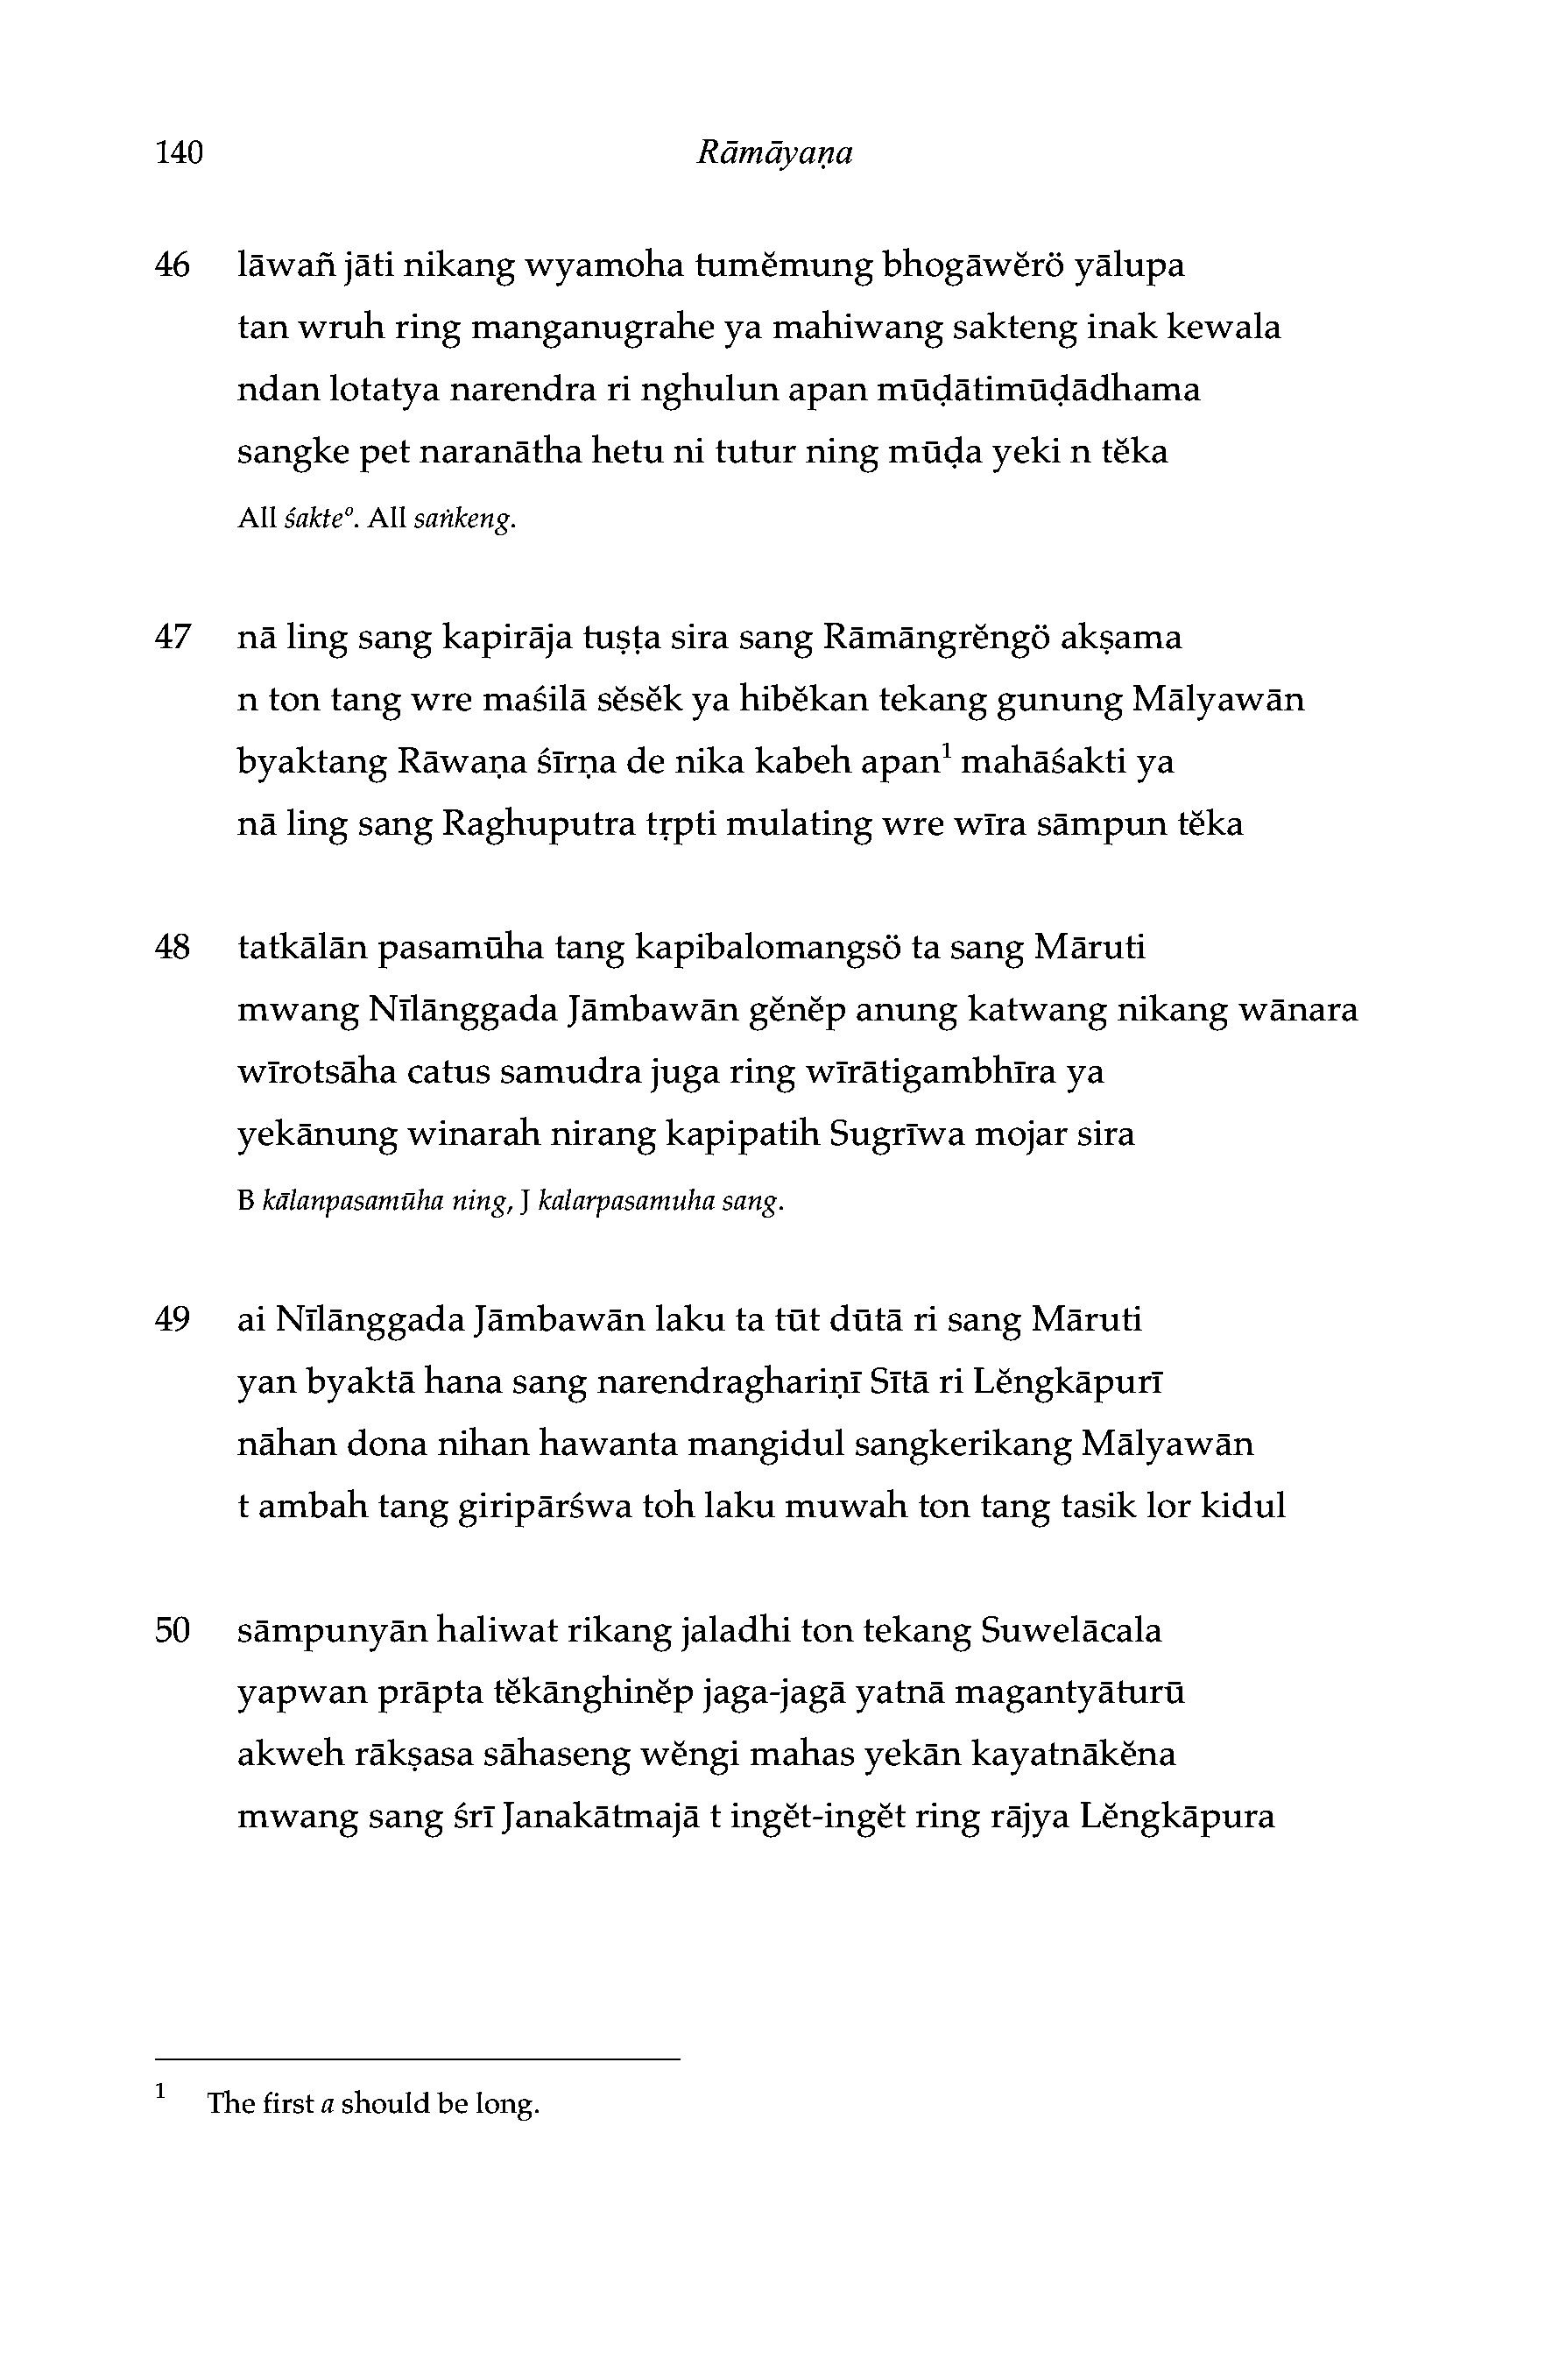 140 Rāmāyaṇa
46 lāwañ jāti nikang wyamoha tumĕmung bhogāwĕrö yālupa
tan wruh ring manganugrahe ya mahiwang sakteng inak kewala
ndan lotatya narendra ri nghulun apan mūḍātimūḍādhama
sangke pet naranātha hetu ni tutur ning mūḍa yeki n tĕka
All śakteº. All saṅkeng.
47 nā ling sang kapirāja tuṣṭa sira sang Rāmāngrĕngö akṣama
n ton tang wre maśilā sĕsĕk ya hibĕkan tekang gunung Mālyawān
byaktang Rāwaṇa śīrṇa de nika kabeh apan¹ mahāśakti ya
nā ling sang Raghuputra tṛpti mulating wre wīra sāmpun tĕka
48 tatkālān pasamūha tang kapibalomangsö ta sang Māruti
mwang Nīlānggada Jāmbawān gĕnĕp anung katwang nikang wānara
wīrotsāha catus samudra juga ring wīrātigambhīra ya
yekānung winarah nirang kapipatih Sugrīwa mojar sira
B kālanpasamūha ning, J kalarpasamuha sang.
49 ai Nīlānggada Jāmbawān laku ta tūt dūtā ri sang Māruti
yan byaktā hana sang narendraghariṇī Sītā ri Lĕngkāpurī
nāhan dona nihan hawanta mangidul sangkerikang Mālyawān
t ambah tang giripārśwa toh laku muwah ton tang tasik lor kidul
50 sāmpunyān haliwat rikang jaladhi ton tekang Suwelācala
yapwan prāpta tĕkānghinĕp jaga-jagā yatnā magantyāturū
akweh rākṣasa sāhaseng wĕngi mahas yekān kayatnākĕna
mwang sang śrī Janakātmajā t ingĕt-ingĕt ring rājya Lĕngkāpura
¹ The first a should be long.